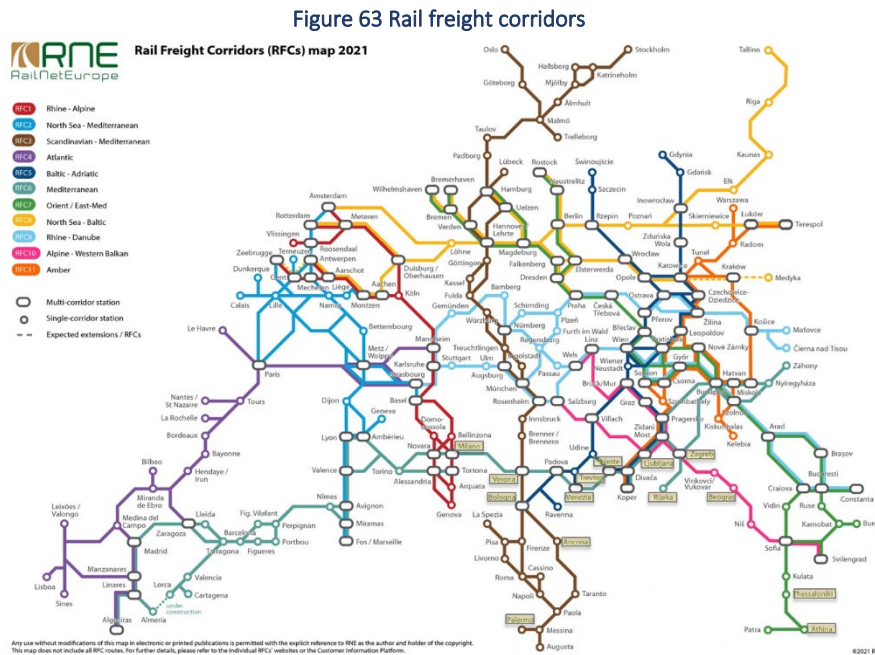 Figure 63 Rail freight corridors
RNE
RailNetEurope
Rail Freight Corridors (RFCs) map 2021
RFC1 Rhine - Alpine
RFC2 North Sea - Mediterranean
RFC3 Scandinavian - Mediterranean
RFC4 Atlantic
RFC5 Baltic - Adriatic
RFC6 Mediterranean
RFC7 Orient / East-Med
RFC8 North Sea - Baltic
RFC9 Rhine - Danube
RFC10 Alpine - Western Balkan
RFC11 Amber
Multi-corridor station
Single-corridor station
Expected extensions / RFCs
Oslo
Stockholm
Tallinn
Hallsberg
Katrineholm
Göteborg
Mjölby
Älmhult
Riga
Malmö
Taulov
Trelleborg
Padborg
Lübeck
Rostock
Świnoujście
Gdynia
Kaunas
Gdańsk
Ełk
Wilhelmshaven
Bremerhaven
Hamburg
Neustrelitz
Szczecin
Inowrocław
Warszawa
Amsterdam
Uelzen
Rotterdam
Meteren
Bremen
Verden
Hannover/
Lehrte
Berlin
Rzepin
Poznań
Skierniewice
Łuków
Terespol
Vlissingen
Roosendaal
Löhne
Magdeburg
Zduńska
Wola
Radom
Zeebrugge
Terneuzen
Antwerpen
Göttingen
Falkenberg
Elsterwerda
Wrocław
Tunel
Dunkerque
Gent
Aarschot
Aachen
Duisburg /
Oberhausen
Kassel
Dresden
Opole
Katowice
Kraków
Medyka
Mechelen
Liège
Montzen
Köln
Fulda
Bamberg
Calais
Lille
Namur
Gemünden
Schirnding
Praha
Česká
Třebová
Ostrava
Czechowice-
Dziedzice
Le Havre
Bettembourg
Würzburg
Nürnberg
Plzeň
Přerov
Žilina
Košice
Maťovce
Mannheim
Furth im Wald
Břeclav
Leopoldov
Metz /
Woippy
Karlsruhe
Treuchtlingen
Regensburg
Linz
Wien
Bratislava
Nové Zámky
Čierna nad Tisou
Paris
Strasbourg
Stuttgart
Ulm
Ingolstadt
Wels
Győr
Augsburg
Passau
Wiener
Neustadt
Sopron
Hatvan
Záhony
München
Bruck/Mur
Csorna
Budapest
Miskolc
Nyíregyháza
Nantes /
St Nazaire
Tours
Dijon
Basel
Rosenheim
Salzburg
Graz
Szombathely
Szolnok
La Rochelle
Geneva
Domo-
dossola
Bellinzona
Innsbruck
Villach
Pragersko
Kiskunhalas
Bordeaux
Lyon
Ambérieu
Novara
Milano
Brenner /
Brennero
Zidani
Most
Kelebia
Arad
Bayonne
Udine
Zagreb
Brașov
Bilbao
Valence
Torino
Tortona
Verona
Padova
Trieste
Ljubljana
București
Hendaye /
Irun
Alessandria
Arquata
Treviso
Divača
Vinkovci/
Vukovar
Craiova
Constanta
Miranda
de Ebro
Nîmes
Genova
Bologna
Venezia
Koper
Rijeka
Beograd
Leixões /
Valongo
Lleida
Fig. Vilafant
Avignon
Ravenna
Vidin
Ruse
Medina del
Campo
Zaragoza
Barcelona
Perpignan
Miramas
La Spezia
Niš
Karnobat
Bur
Madrid
Tarragona
Figueres
Portbou
Fos / Marseille
Pisa
Firenze
Ancona
Sofia
Svilengrad
Livorno
Cassino
Manzanares
Valencia
Roma
Kulata
Lisboa
Linares
Lorca
Cartagena
Napoli
Taranto
Thessaloniki
Sines
under
construction
Paola
Algeciras
Almería
Palermo
Messina
Patra
Athina
Augusta
Any use without modifications of this map in electronic or printed publications is permitted with the explicit reference to RNE as the author and holder of the copyright.
This map does not include all RFC routes. For further details, please refer to the individual RFCs' websites or the Customer Information Platform.
©2021 R